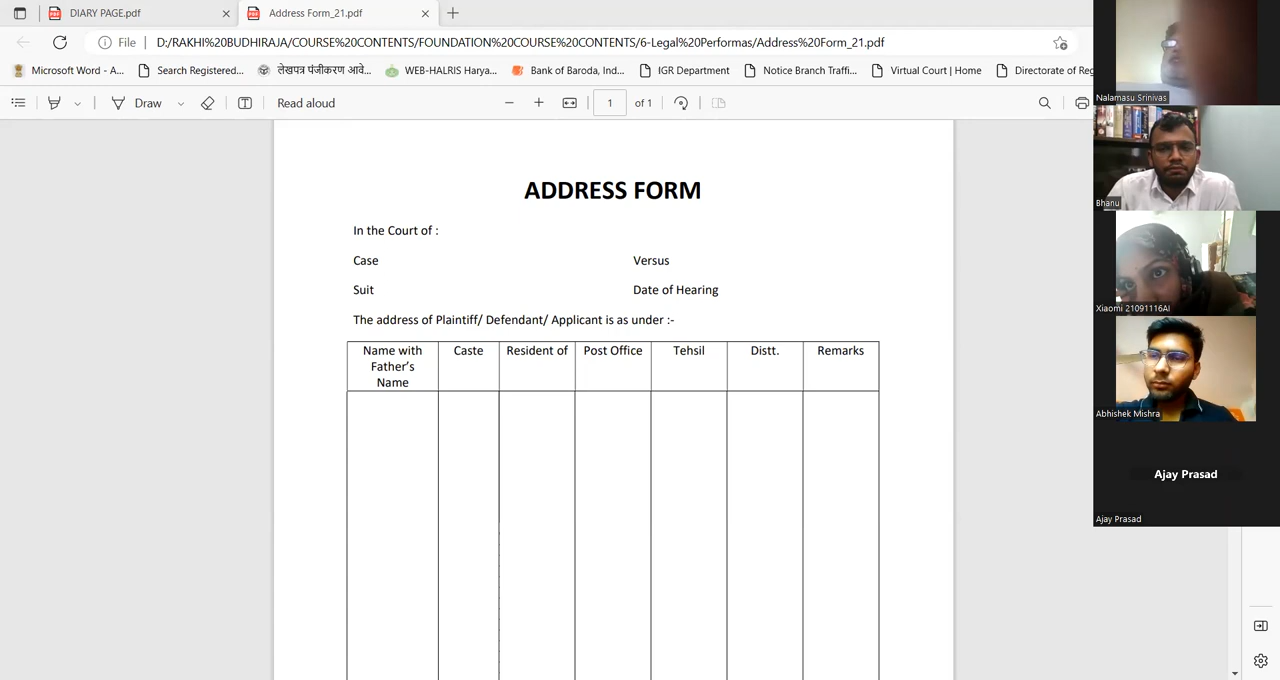 DIARY PAGE.pdf
Address Form_21.pdf
File
D:/RAKHI%20BUDHIRAJA/COURSE%20CONTENTS/FOUNDATION%20COURSE%20CONTENTS/6-Legal%20Performas/Address%20Form_21.pdf
Microsoft Word - A...
Search Registered...
लेखपत्र पंजीकरण आवे...
WEB-HALRIS Harya...
Bank of Baroda, Ind...
IGR Department
Notice Branch Traffi...
Virtual Court | Home
Directorate of Reg
Draw
Read aloud
1 of 1
ADDRESS FORM
In the Court of :
Case Versus
Suit Date of Hearing
The address of Plaintiff/ Defendant/ Applicant is as under :-
Name with Father's Name
Caste
Resident of
Post Office
Tehsil
Distt.
Remarks
Nalamasu Srinivas
Bhanu
Xiaomi 21091116AI
Abhishek Mishra
Ajay Prasad
Ajay Prasad